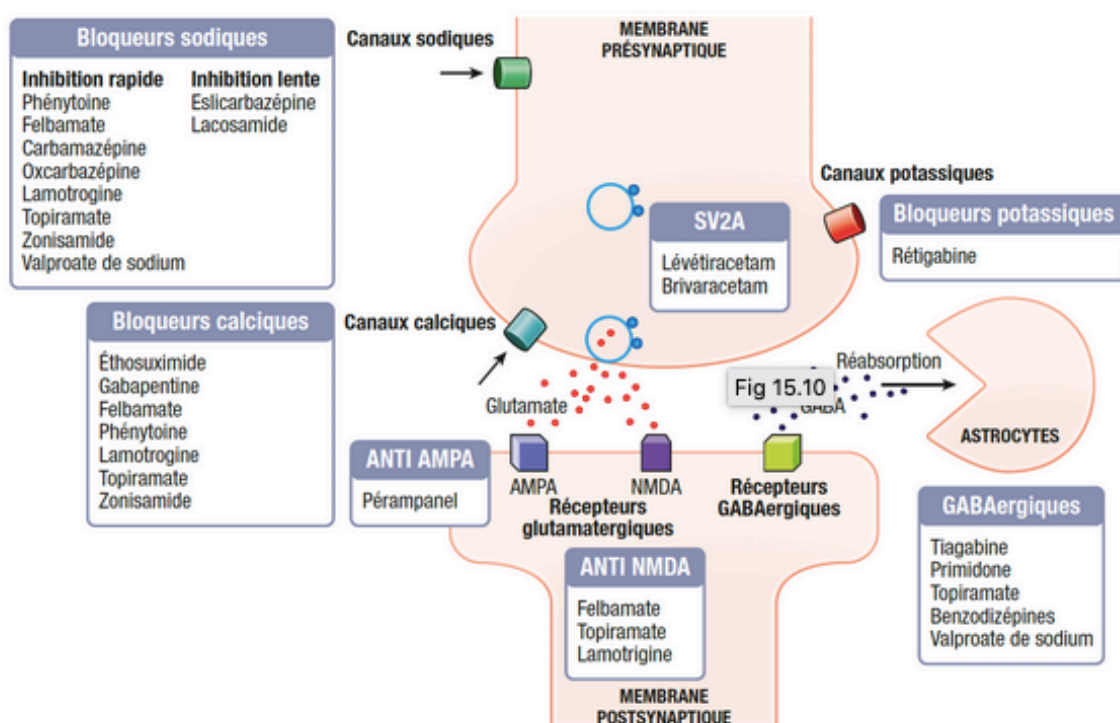 Bloqueurs sodiques
Inhibition rapide
Phénytoine
Felbamate
Carbamazépine
Oxcarbazépine
Lamotrogine
Topiramate
Zonisamide
Valproate de sodium
Inhibition lente
Eslicarbazépine
Lacosamide
Canaux sodiques
MEMBRANE
PRÉSYNAPTIQUE
Canaux potassiques
Bloqueurs potassiques
Rétigabine
SV2A
Lévétiracetam
Brivaracetam
Bloqueurs calciques
Éthosuximide
Gabapentine
Felbamate
Phénytoine
Lamotrogine
Topiramate
Zonisamide
Canaux calciques
Glutamate
Fig 15.10
GABA
Réabsorption
ASTROCYTES
ANTI AMPA
Pérampanel
AMPA
NMDA
Récepteurs
glutamatergiques
Récepteurs
GABAergiques
GABAergiques
Tiagabine
Primidone
Topiramate
Benzodizépines
Valproate de sodium
ANTI NMDA
Felbamate
Topiramate
Lamotrigine
MEMBRANE
POSTSYNAPTIQUE